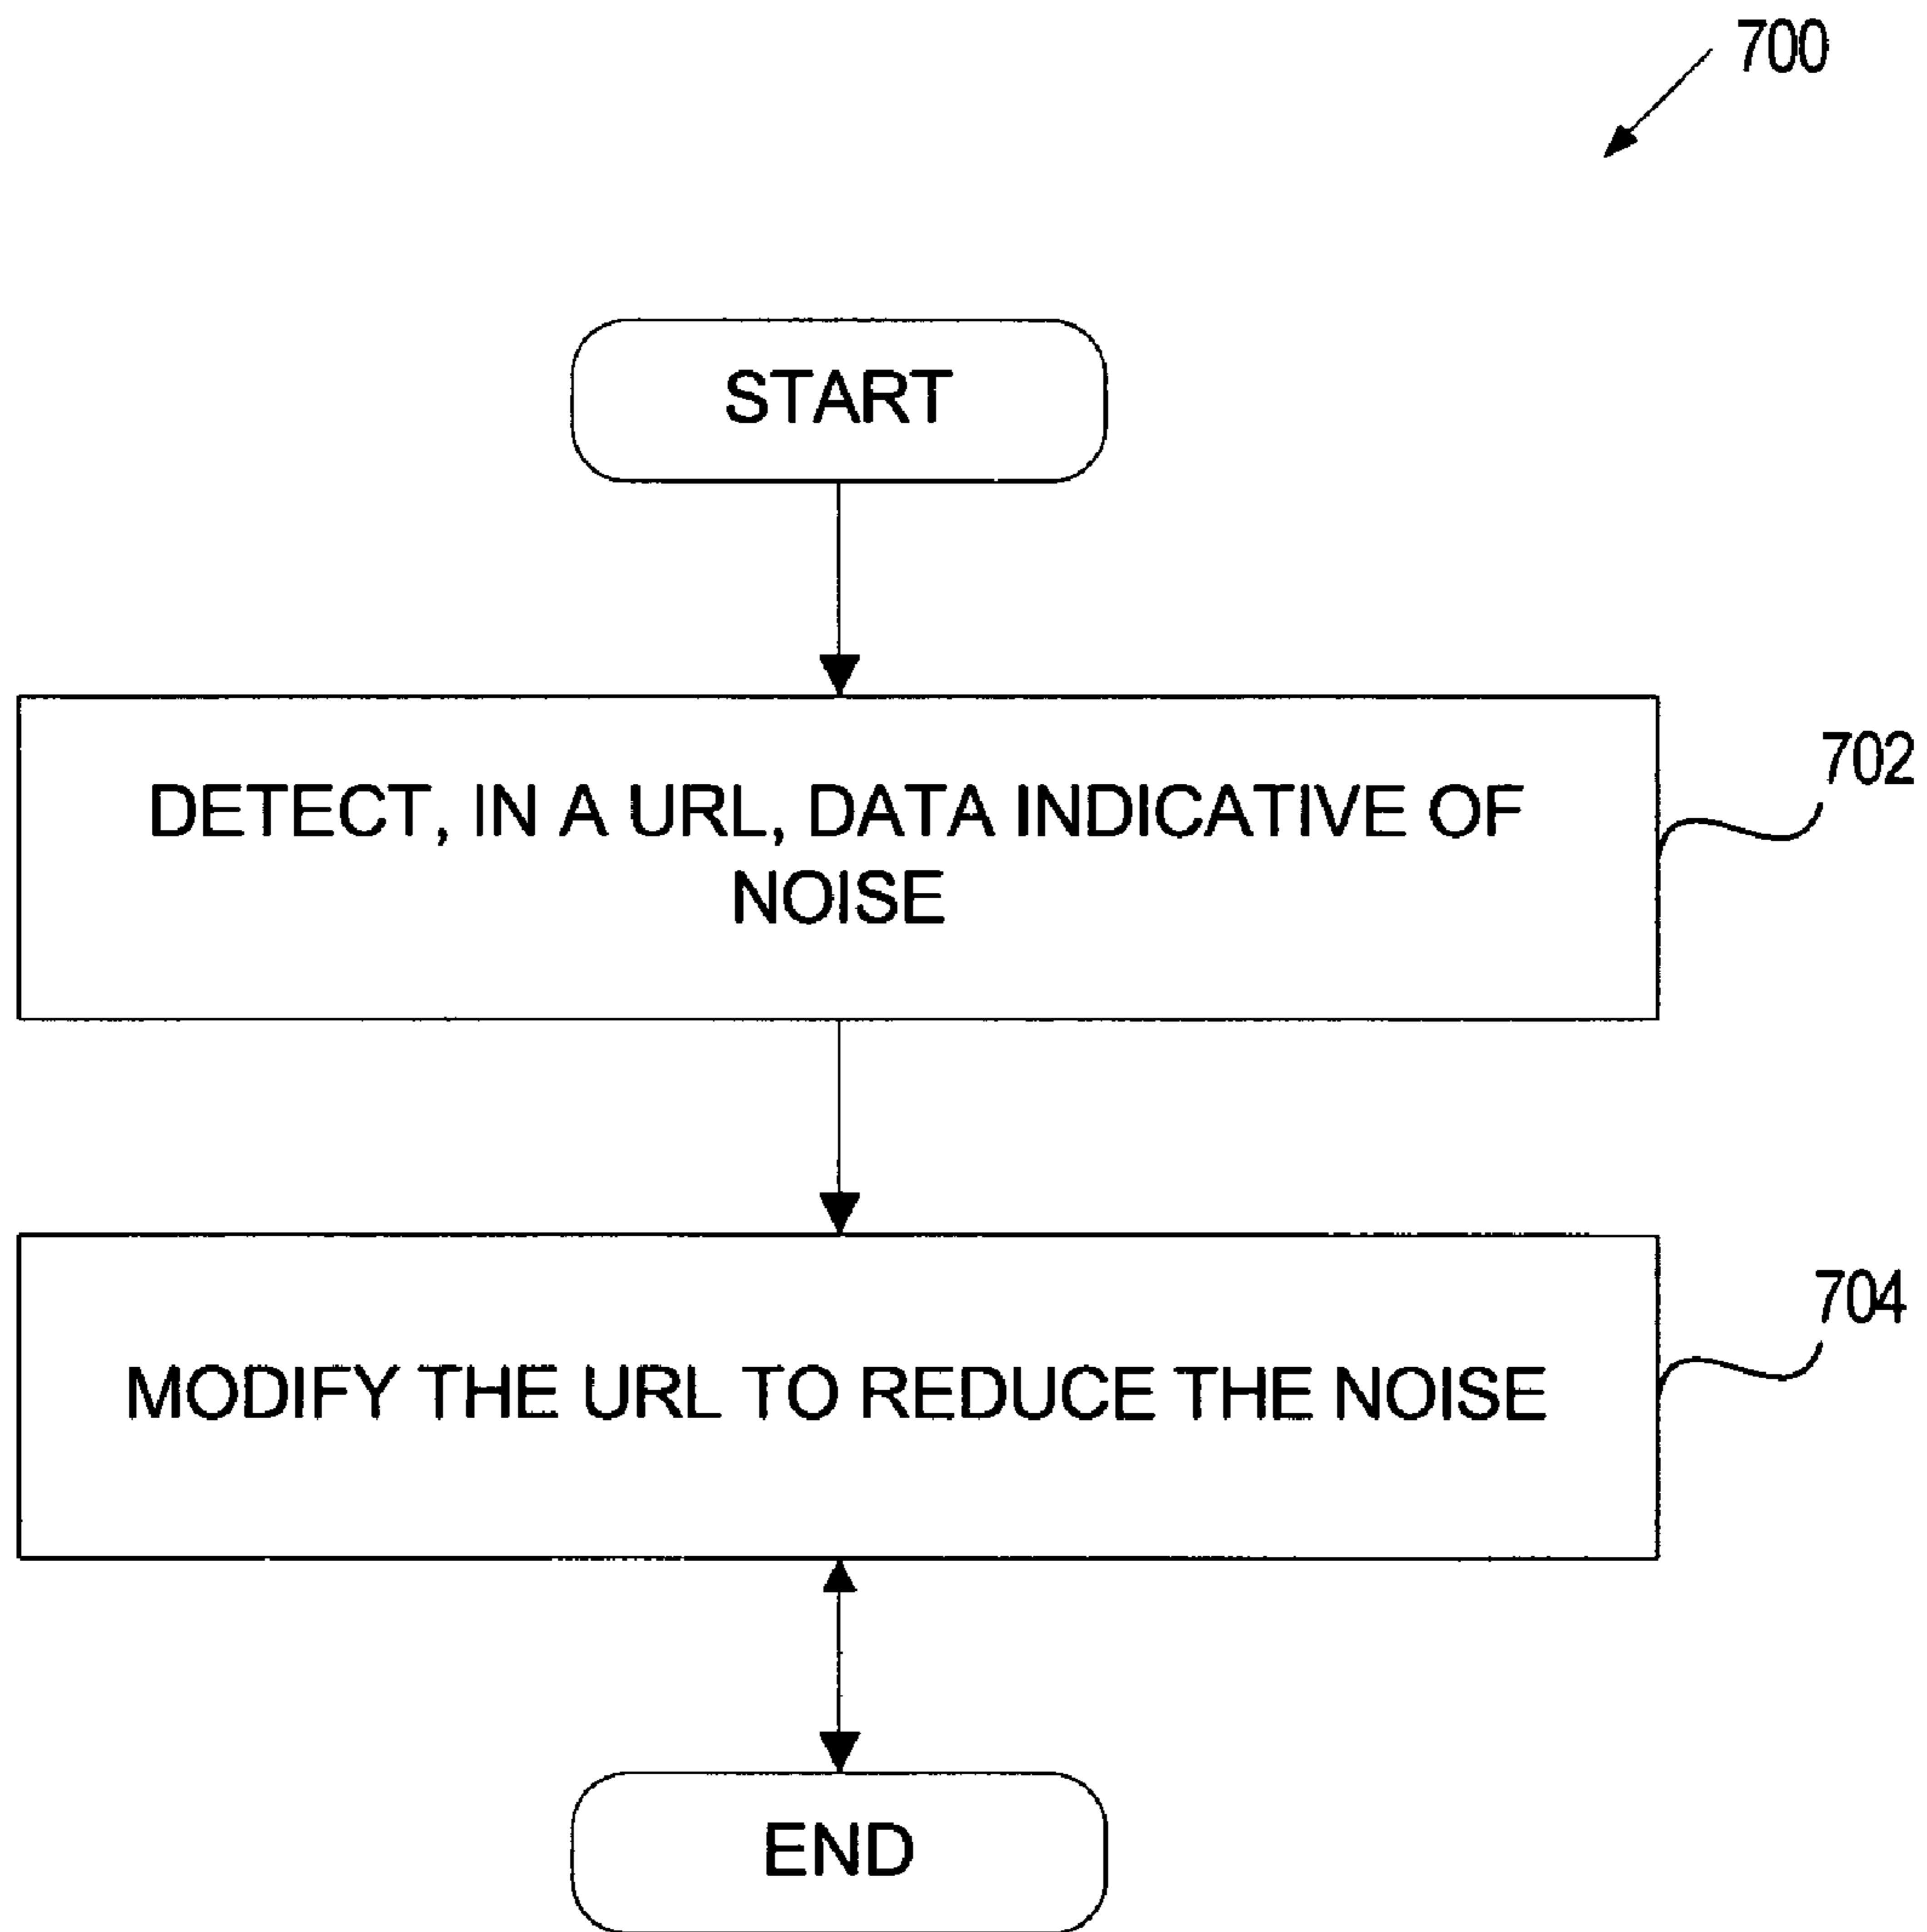 700
START
DETECT, IN A URL, DATA INDICATIVE OF
NOISE
702
MODIFY THE URL TO REDUCE THE NOISE
704
END